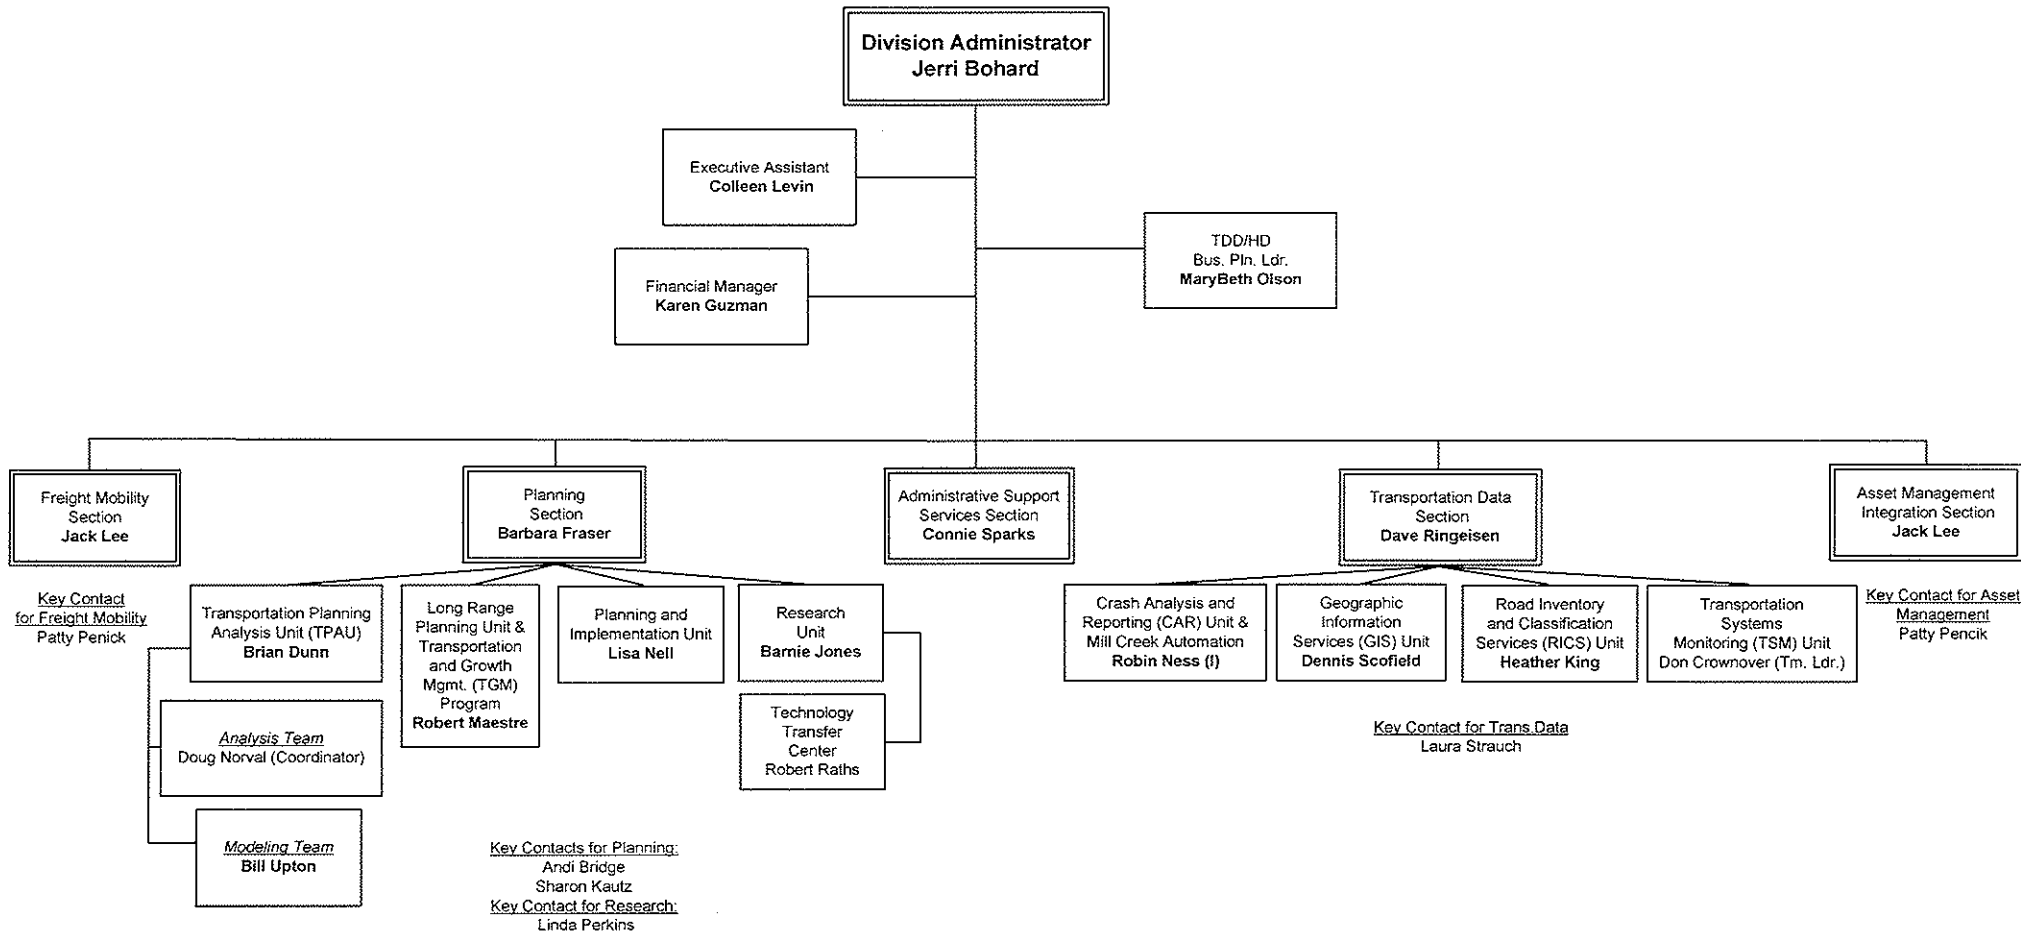 Division Administrator
Jerri Bohard
Executive Assistant
Colleen Levin
TDD/HD
Bus. Pln. Ldr.
MaryBeth Olson
Financial Manager
Karen Guzman
Freight Mobility
Section
Jack Lee
Planning
Section
Barbara Fraser
Administrative Support
Services Section
Connie Sparks
Transportation Data
Section
Dave Ringeisen
Asset Management
Integration Section
Jack Lee
Key Contact
for Freight Mobility
Patty Penick
Transportation Planning
Analysis Unit (TPAU)
Brian Dunn
Long Range
Planning Unit &
Transportation
and Growth
Mgmt. (TGM)
Program
Robert Maestre
Planning and
Implementation Unit
Lisa Nell
Research
Unit
Barnie Jones
Crash Analysis and
Reporting (CAR) Unit &
Mill Creek Automation
Robin Ness (I)
Geographic
Information
Services (GIS) Unit
Dennis Scofield
Road Inventory
and Classification
Services (RICS) Unit
Heather King
Transportation
Systems
Monitoring (TSM) Unit
Don Crownover (Tm. Ldr.)
Key Contact for Asset
Management
Patty Pencik
Analysis Team
Doug Norval (Coordinator)
Technology
Transfer
Center
Robert Raths
Key Contact for Trans.Data
Laura Strauch
Modeling Team
Bill Upton
Key Contacts for Planning:
Andi Bridge
Sharon Kautz
Key Contact for Research:
Linda Perkins